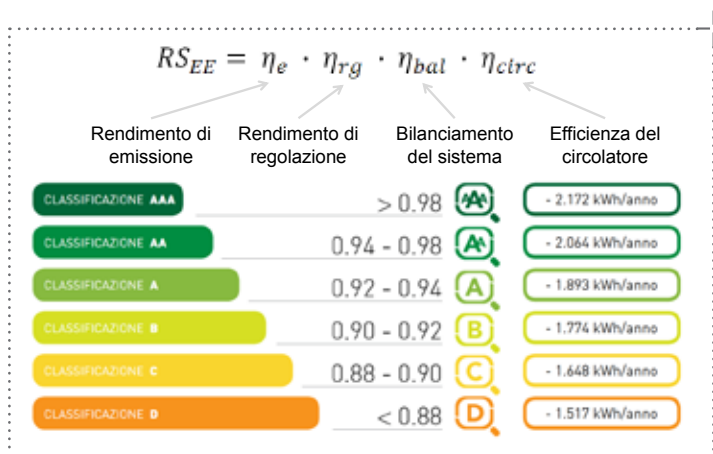 RS_EE = η_e · η_rg · η_bal · η_circ
Rendimento di emissione
Rendimento di regolazione
Bilanciamento del sistema
Efficienza del circolatore
CLASSIFICAZIONE AAA > 0.98 AAA - 2.172 kWh/anno
CLASSIFICAZIONE AA 0.94 - 0.98 AA - 2.064 kWh/anno
CLASSIFICAZIONE A 0.92 - 0.94 A - 1.893 kWh/anno
CLASSIFICAZIONE B 0.90 - 0.92 B - 1.774 kWh/anno
CLASSIFICAZIONE C 0.88 - 0.90 C - 1.648 kWh/anno
CLASSIFICAZIONE D < 0.88 D - 1.517 kWh/anno